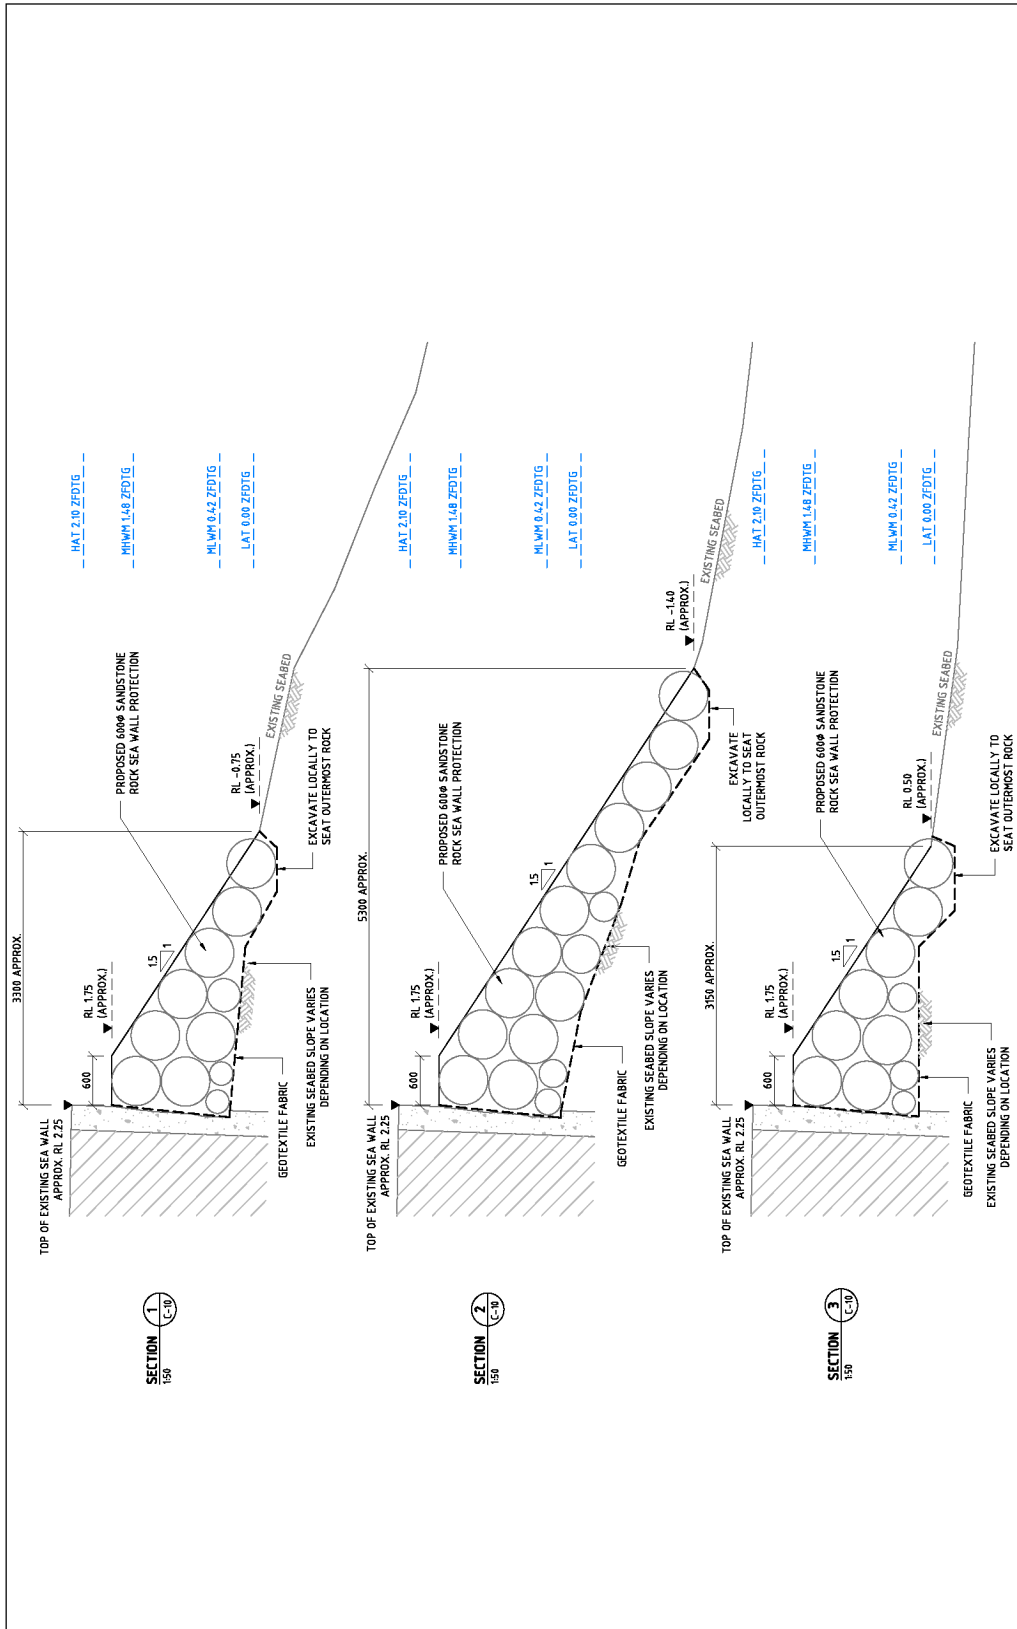 SECTION
1:50
1
C-10
TOP OF EXISTING SEA WALL
APPROX. RL 2.25
3300 APPROX.
600
RL 1.75
(APPROX.)
1.5
1
PROPOSED 600Φ SANDSTONE
ROCK SEA WALL PROTECTION
RL -0.75
(APPROX.)
EXISTING SEABED
EXCAVATE LOCALLY TO
SEAT OUTERMOST ROCK
EXISTING SEABED SLOPE VARIES
DEPENDING ON LOCATION
GEOTEXTILE FABRIC
HAT 2.10 ZFDTG
MHWM 1.48 ZFDTG
MLWM 0.42 ZFDTG
LAT 0.00 ZFDTG
SECTION
1:50
2
C-10
TOP OF EXISTING SEA WALL
APPROX. RL 2.25
5300 APPROX.
600
RL 1.75
(APPROX.)
1.5
1
PROPOSED 600Φ SANDSTONE
ROCK SEA WALL PROTECTION
RL -1.40
(APPROX.)
EXISTING SEABED
EXCAVATE
LOCALLY TO SEAT
OUTERMOST ROCK
EXISTING SEABED SLOPE VARIES
DEPENDING ON LOCATION
GEOTEXTILE FABRIC
HAT 2.10 ZFDTG
MHWM 1.48 ZFDTG
MLWM 0.42 ZFDTG
LAT 0.00 ZFDTG
SECTION
1:50
3
C-10
TOP OF EXISTING SEA WALL
APPROX. RL 2.25
3150 APPROX.
600
RL 1.75
(APPROX.)
1.5
1
PROPOSED 600Φ SANDSTONE
ROCK SEA WALL PROTECTION
RL 0.50
(APPROX.)
EXISTING SEABED
EXCAVATE LOCALLY TO
SEAT OUTERMOST ROCK
GEOTEXTILE FABRIC
EXISTING SEABED SLOPE VARIES
DEPENDING ON LOCATION
HAT 2.10 ZFDTG
MHWM 1.48 ZFDTG
MLWM 0.42 ZFDTG
LAT 0.00 ZFDTG